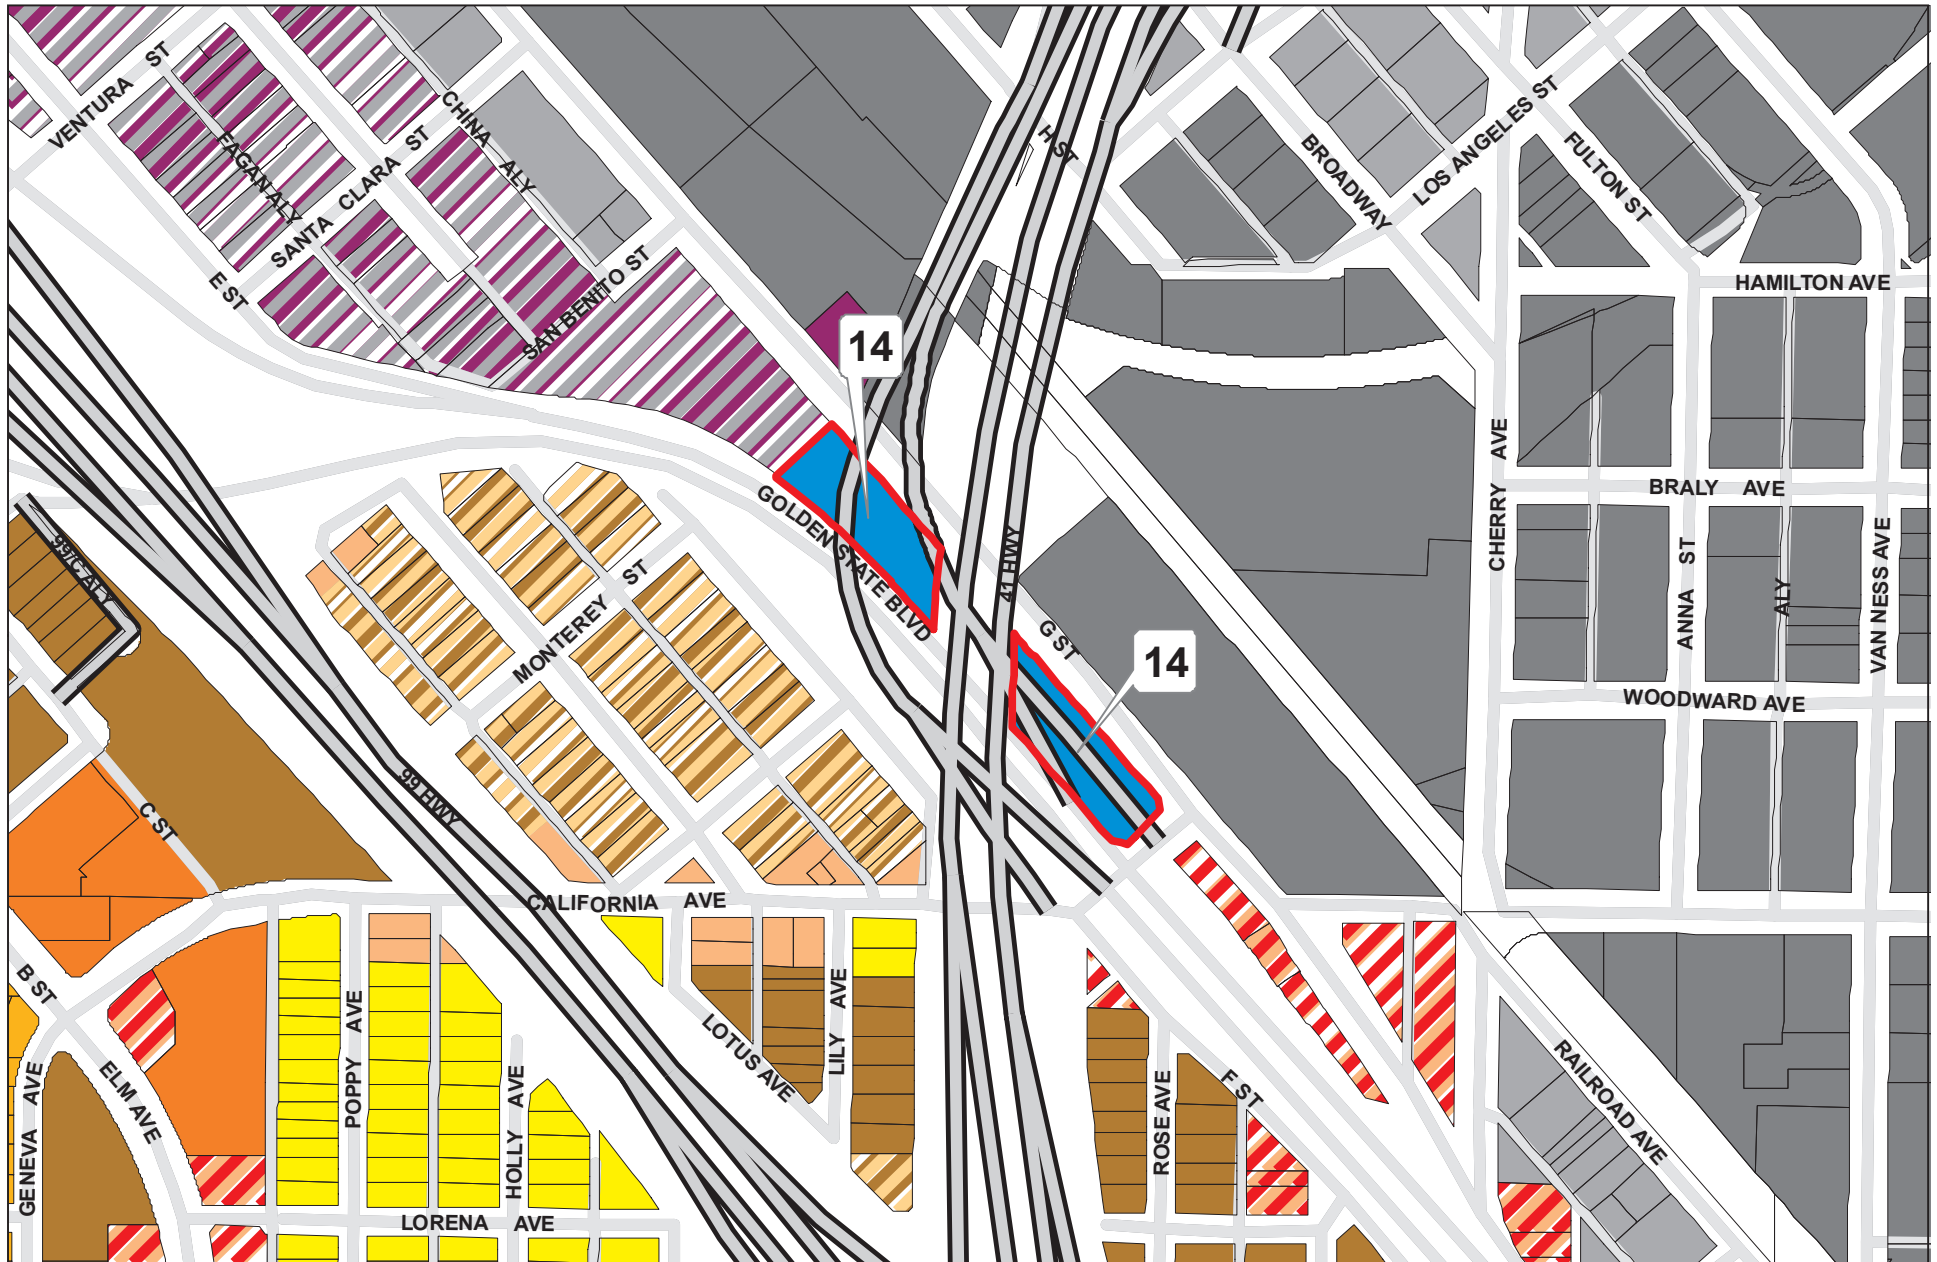 VENTURA ST
CHINA ALY
FAGAN ALY
SANTA CLARA ST
E ST
SAN BENITO ST
H ST
BROADWAY
LOS ANGELES ST
FULTON ST
HAMILTON AVE
14
GOLDEN STATE BLVD
41 HWY
G ST
14
CHERRY AVE
BRALY AVE
ANNA ST
ALY
VAN NESS AVE
WOODWARD AVE
99/C ALY
MONTEREY ST
99 HWY
C ST
CALIFORNIA AVE
B ST
ELM AVE
GENEVA AVE
POPPY AVE
HOLLY AVE
LOTUS AVE
LILY AVE
LORENA AVE
ROSE AVE
F ST
RAILROAD AVE